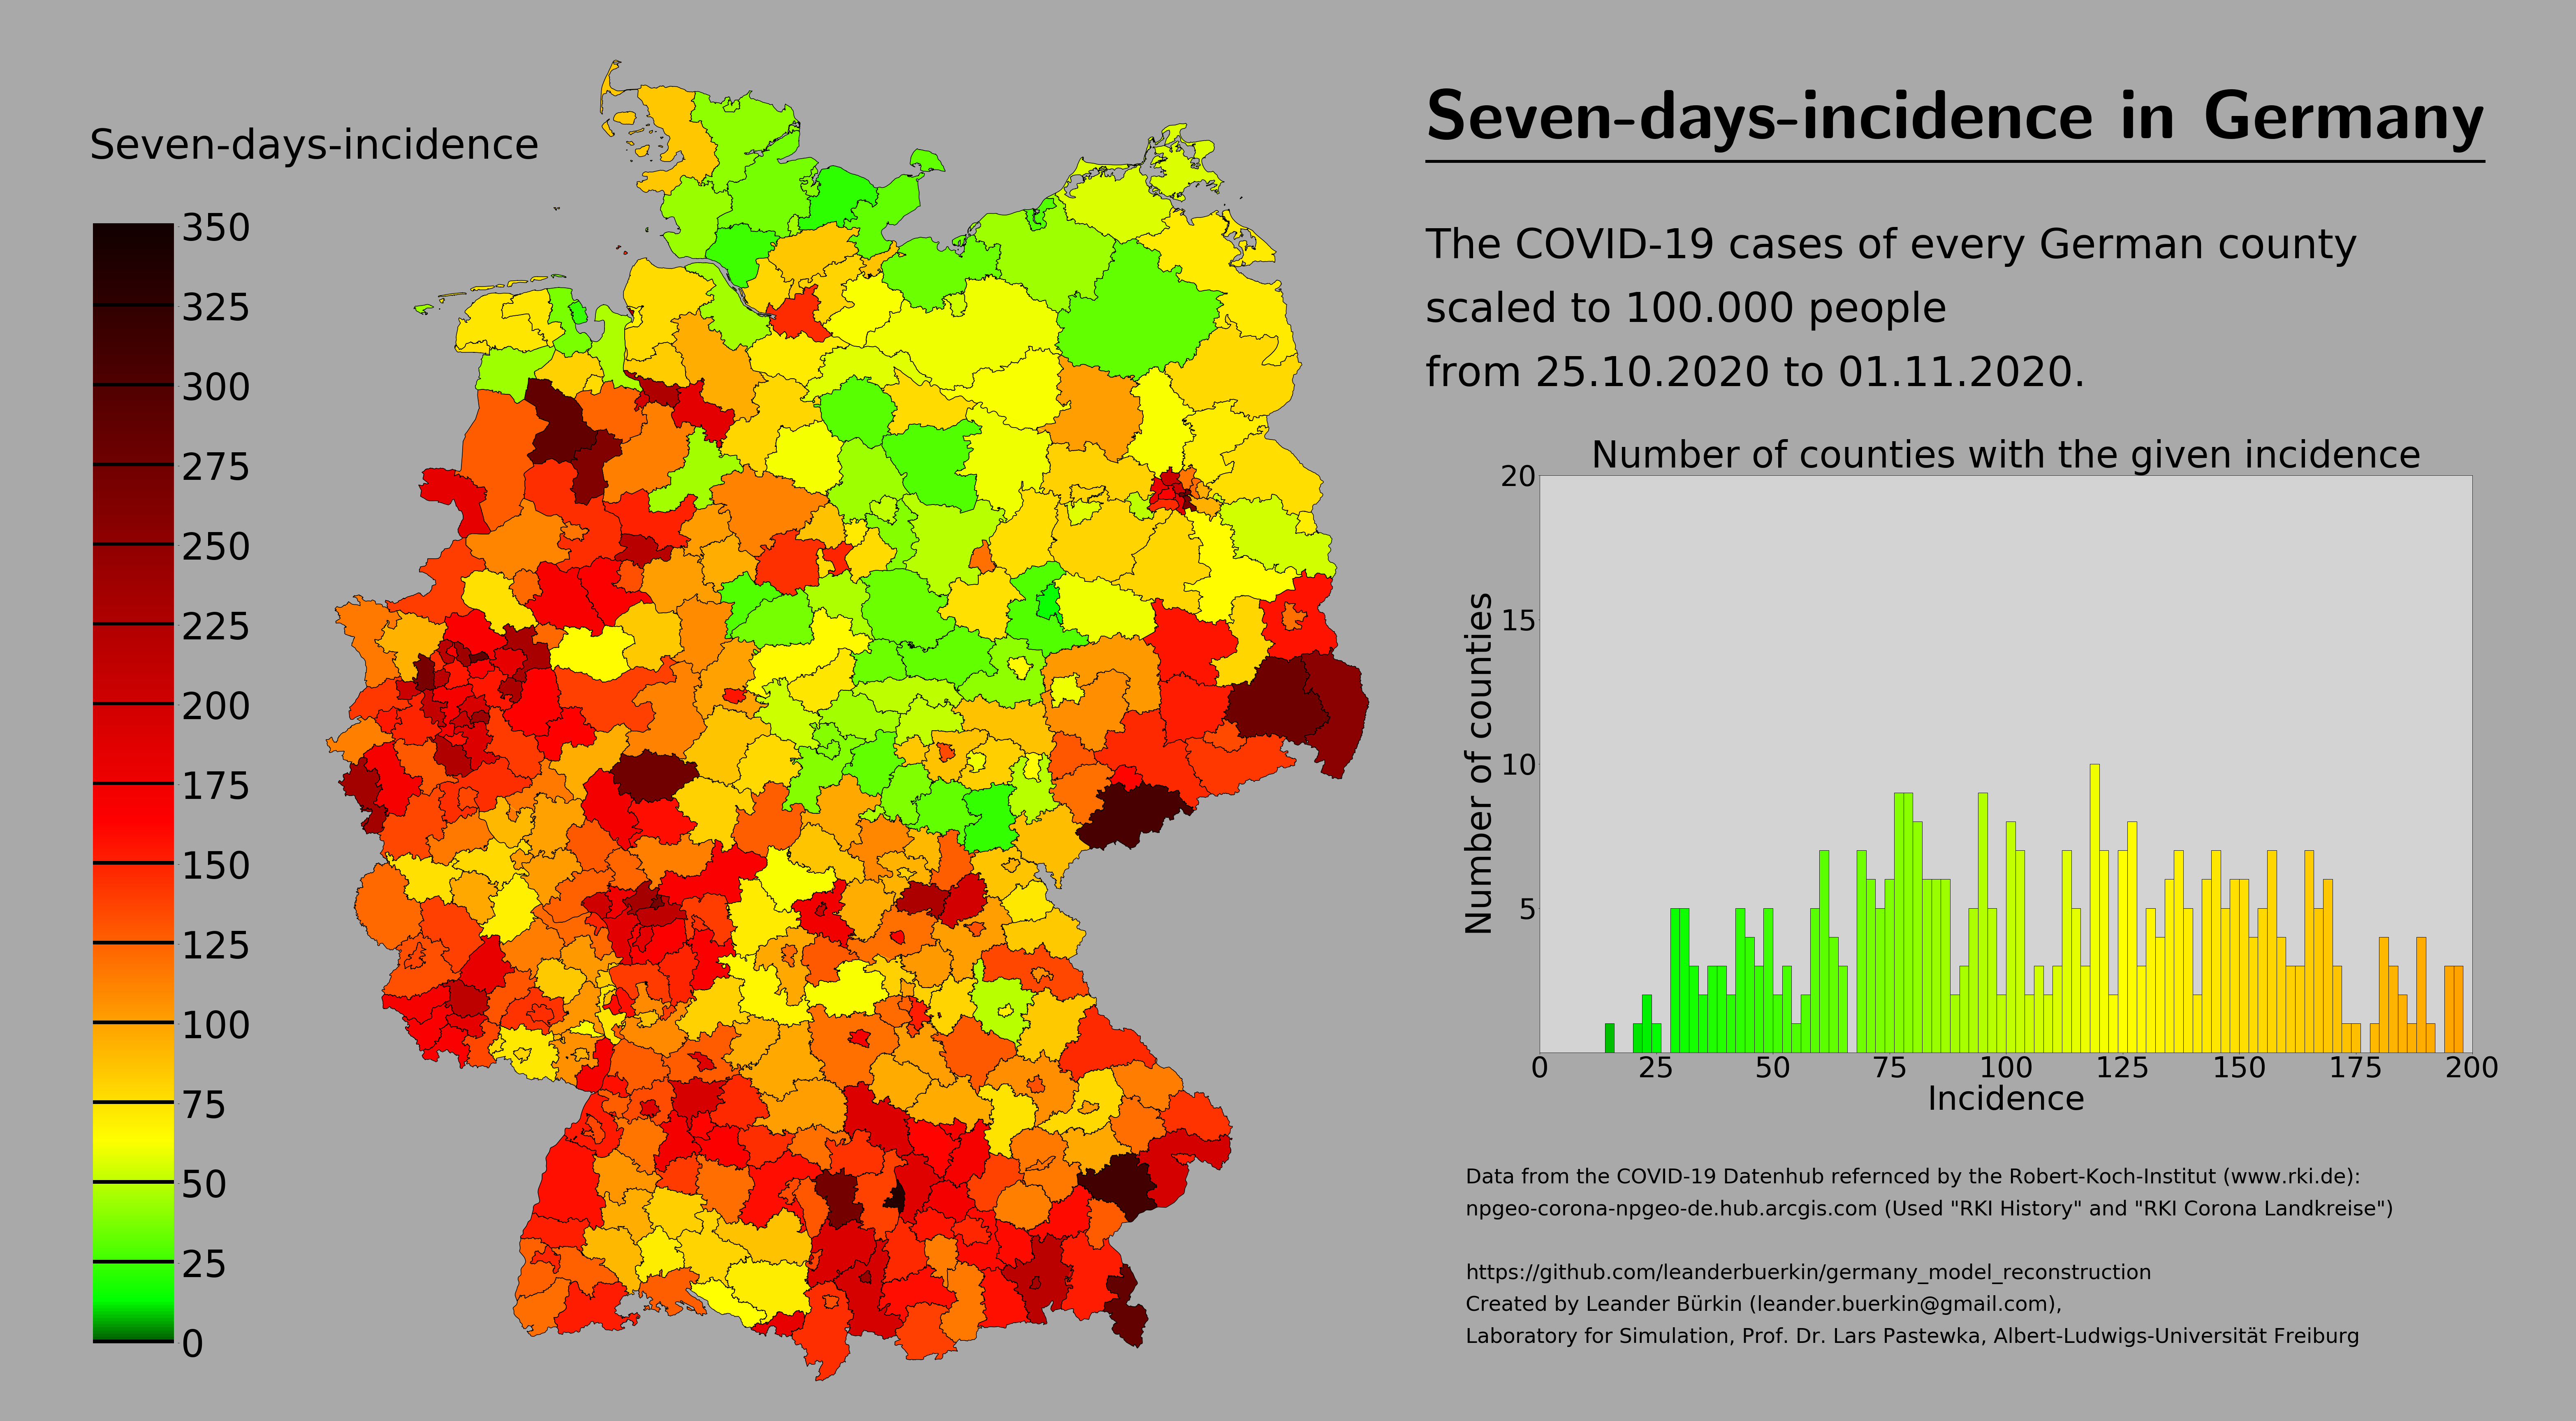 Seven-days-incidence in Germany
Seven-days-incidence
350
325
300
275
250
225
200
175
150
125
100
75
50
25
0
The COVID-19 cases of every German county
scaled to 100.000 people
from 25.10.2020 to 01.11.2020.
Number of counties with the given incidence
20
15
10
5
Number of counties
0 25 50 75 100 125 150 175 200
Incidence
Data from the COVID-19 Datenhub refernced by the Robert-Koch-Institut (www.rki.de):
npgeo-corona-npgeo-de.hub.arcgis.com (Used "RKI History" and "RKI Corona Landkreise")
https://github.com/leanderbuerkin/germany_model_reconstruction
Created by Leander Bürkin (leander.buerkin@gmail.com),
Laboratory for Simulation, Prof. Dr. Lars Pastewka, Albert-Ludwigs-Universität Freiburg